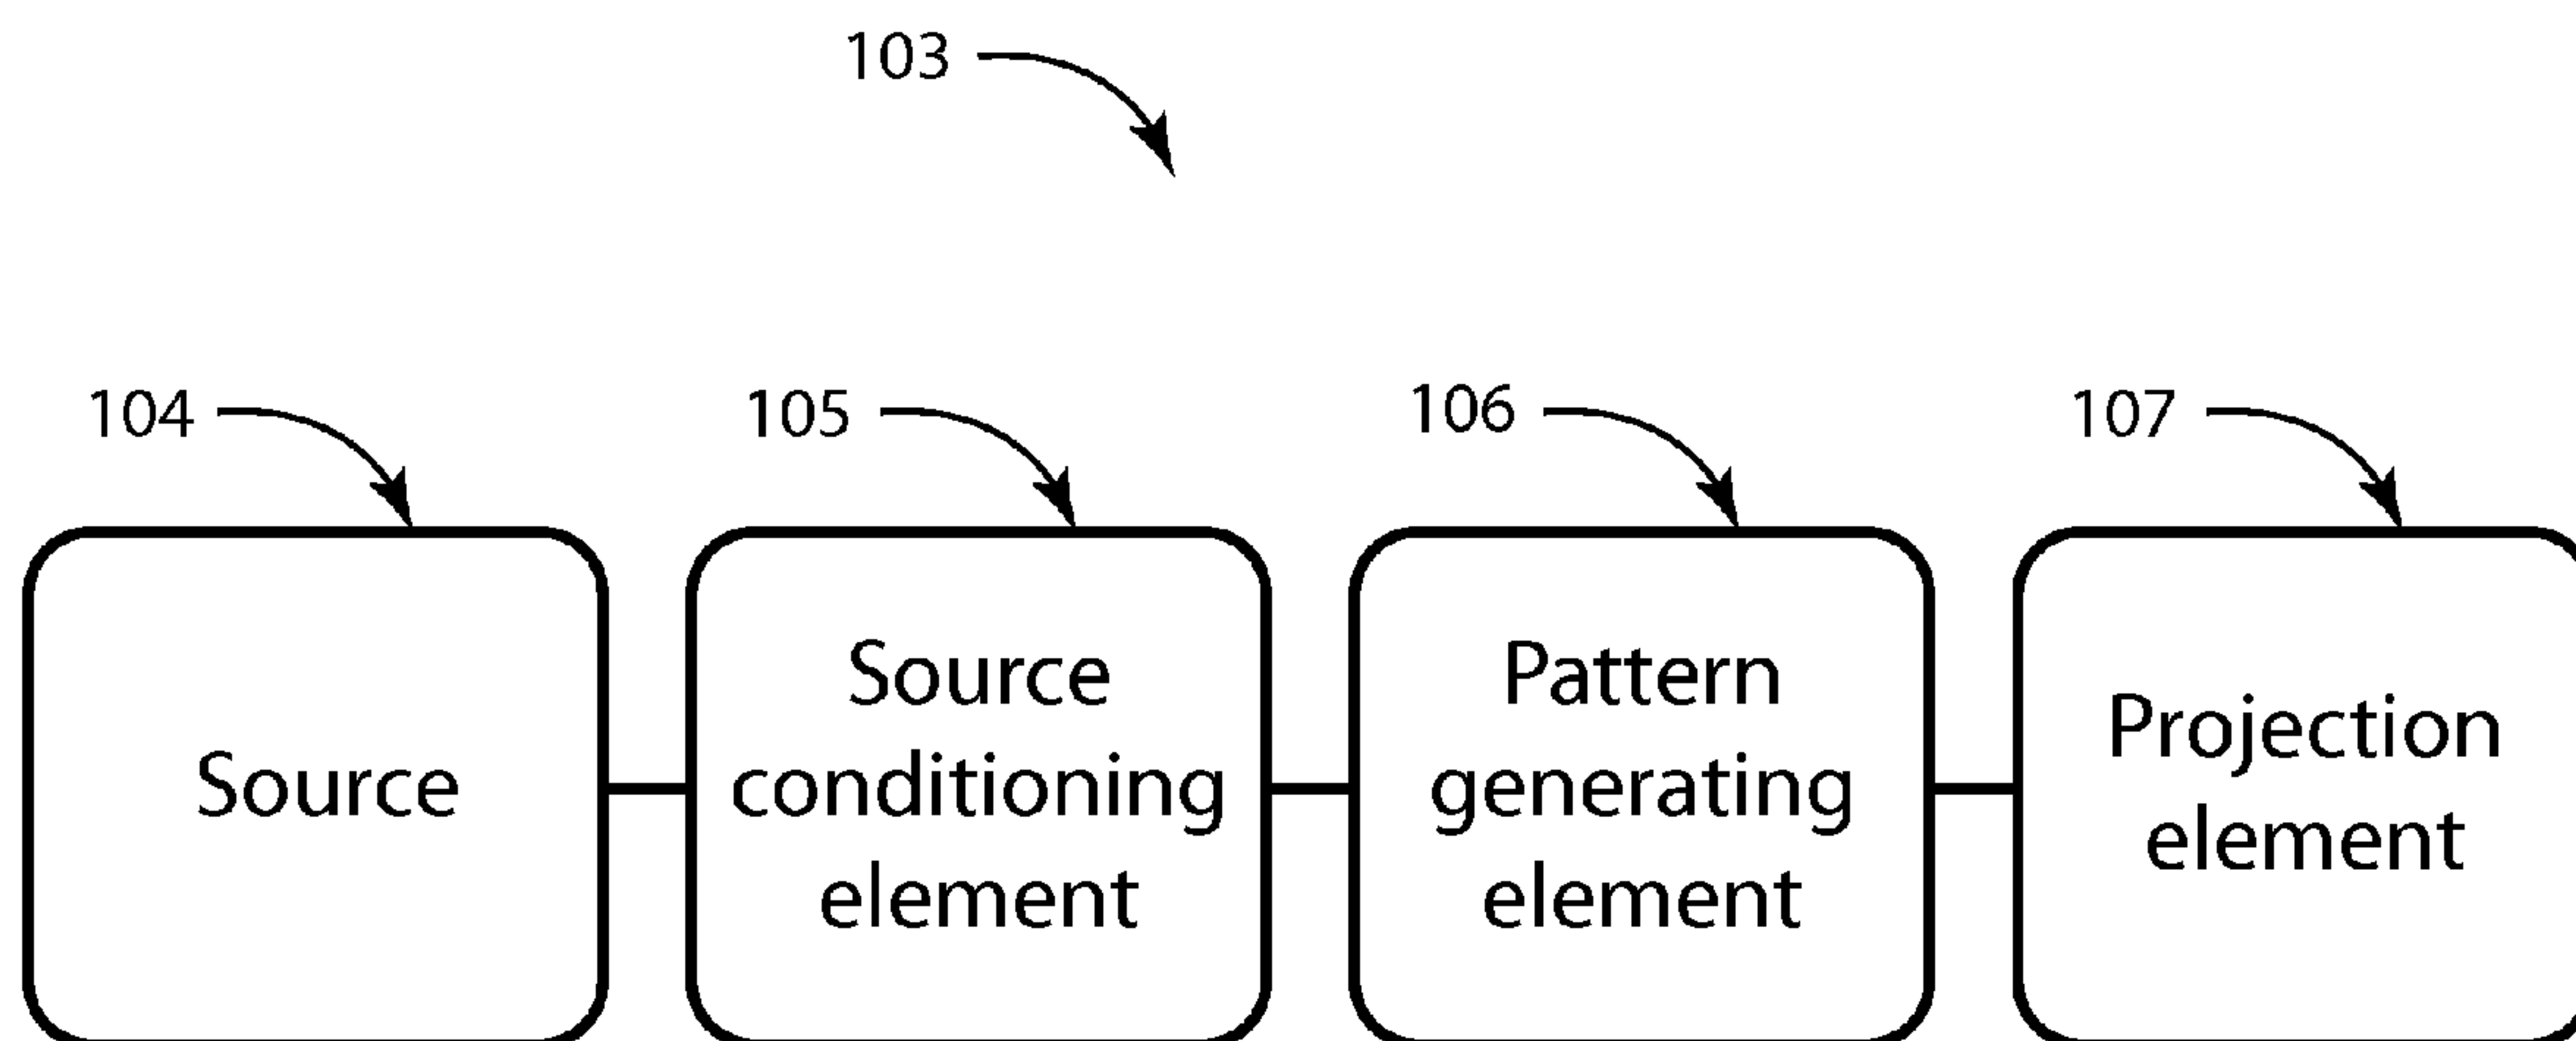 103
104
105
106
107
Source
Source
conditioning
element
Pattern
generating
element
Projection
element